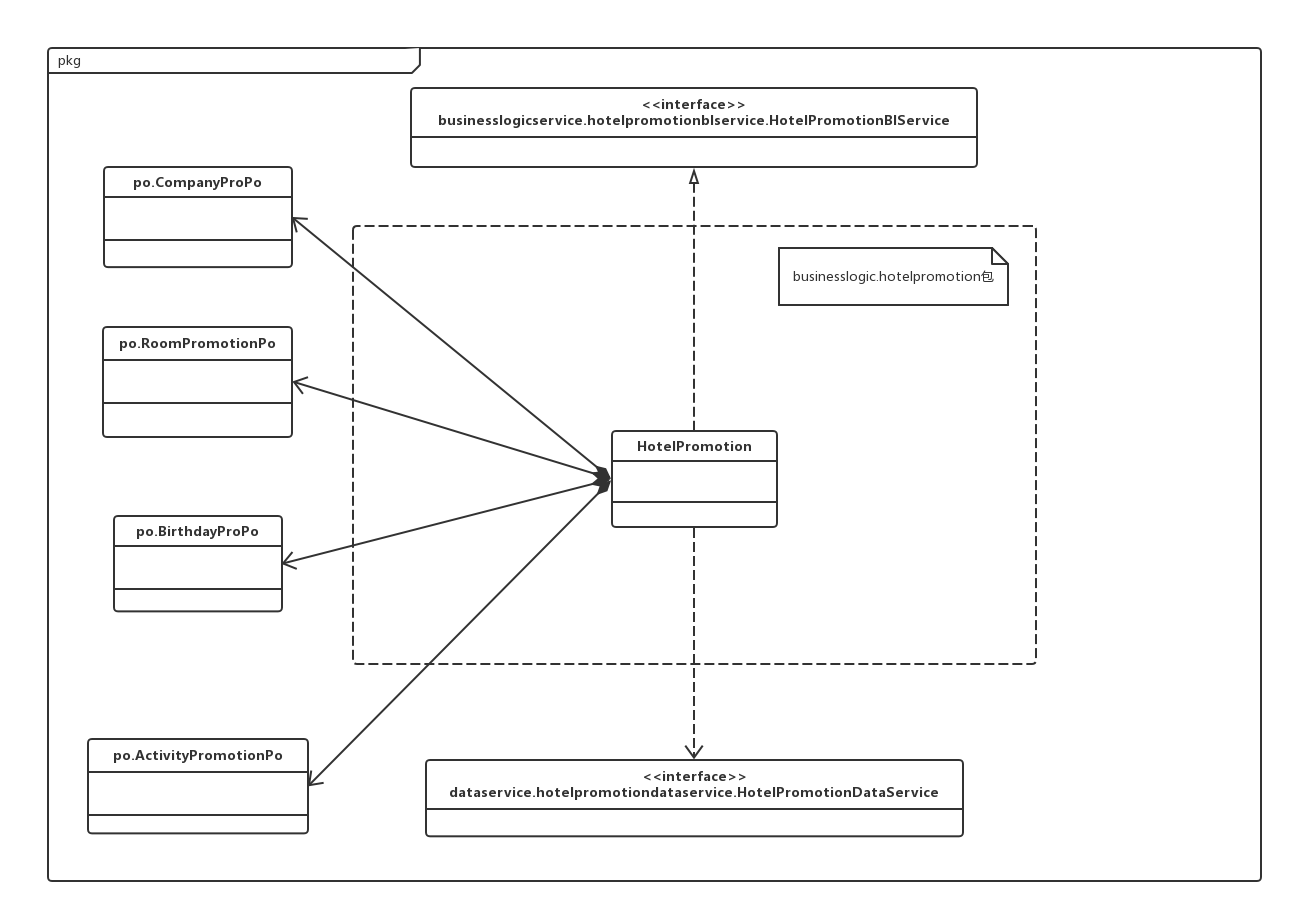 pkg
<<interface>>
businesslogicservice.hotelpromotionblservice.HotelPromotionBlService
po.CompanyProPo
businesslogic.hotelpromotion包
po.RoomPromotionPo
HotelPromotion
po.BirthdayProPo
po.ActivityPromotionPo
<<interface>>
dataservice.hotelpromotiondataservice.HotelPromotionDataService